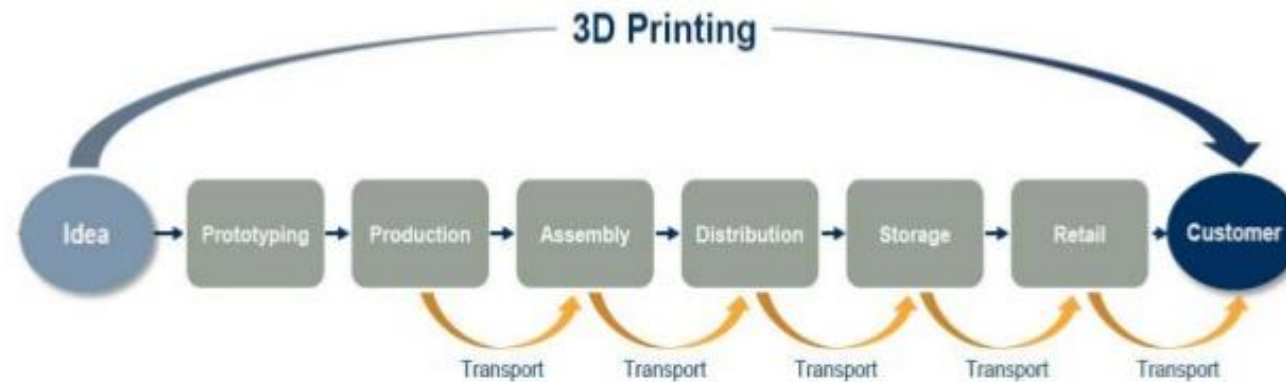 3D Printing
Idea
Prototyping
Production
Assembly
Distribution
Storage
Retail
Customer
Transport
Transport
Transport
Transport
Transport